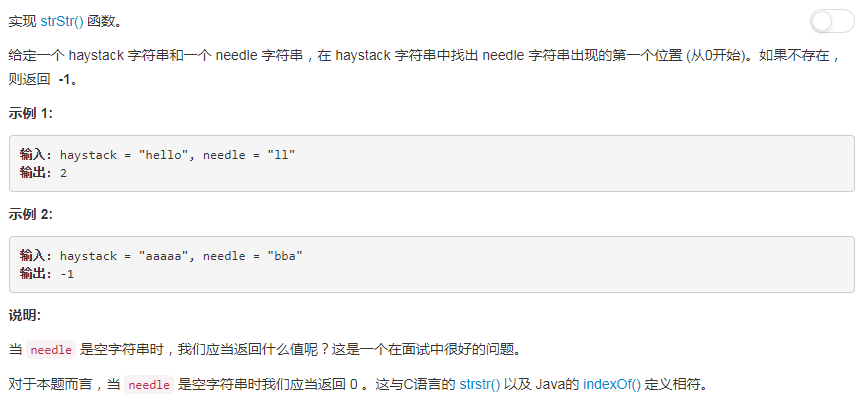 实现 strStr() 函数。
给定一个 haystack 字符串和一个 needle 字符串，在 haystack 字符串中找出 needle 字符串出现的第一个位置 (从0开始)。如果不存在，
则返回  -1。
示例 1:
输入: haystack = "hello", needle = "ll"
输出: 2
示例 2:
输入: haystack = "aaaaa", needle = "bba"
输出: -1
说明:
当 needle 是空字符串时，我们应当返回什么值呢？这是一个在面试中很好的问题。
对于本题而言，当 needle 是空字符串时我们应当返回 0 。这与C语言的 strstr() 以及 Java的 indexOf() 定义相符。